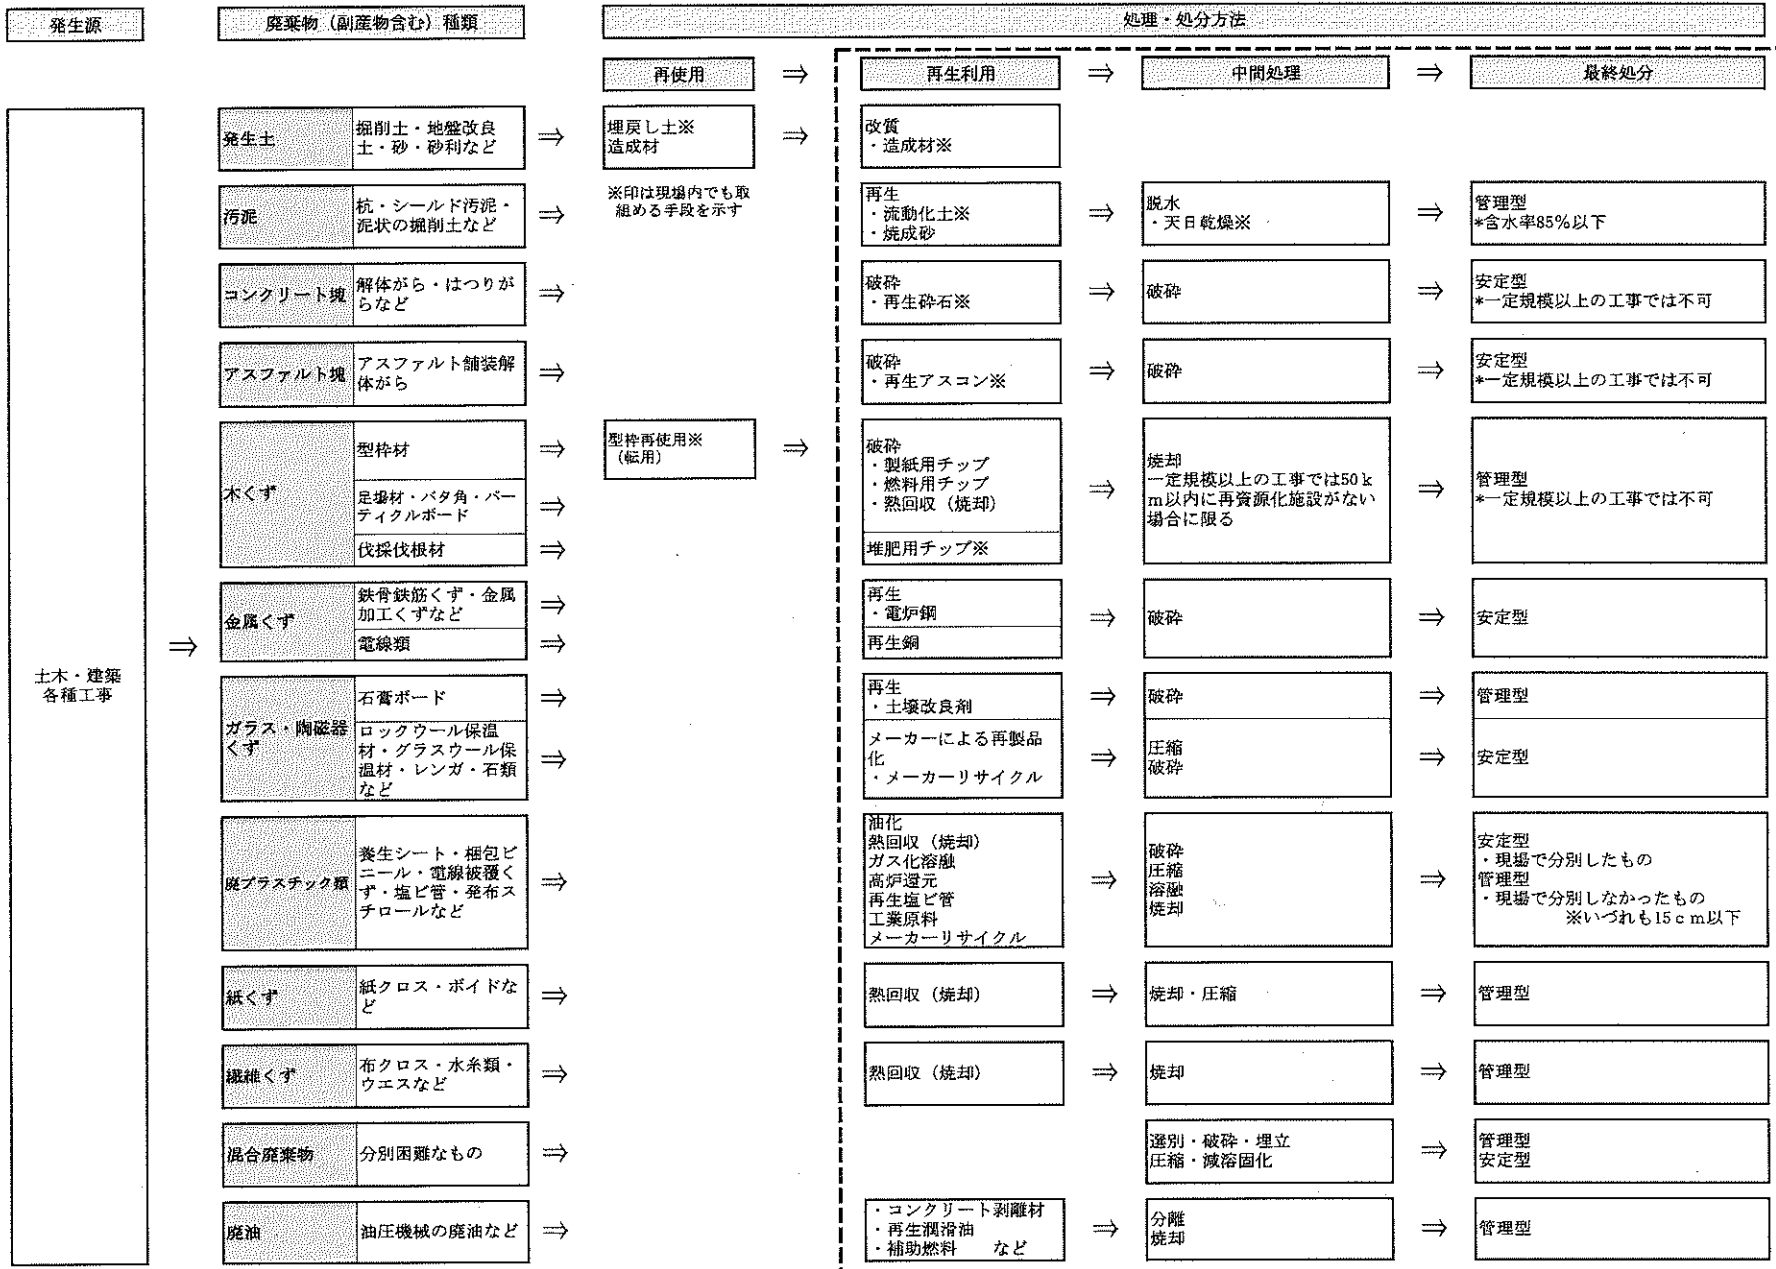 発生源
廃棄物（副産物含む）種類
処理・処分方法
再使用
⇒
再生利用
⇒
中間処理
⇒
最終処分
土木・建築
各種工事
⇒
発生土
掘削土・地盤改良
土・砂・砂利など
⇒
埋戻し土※
造成材
⇒
改質
・造成材※
※印は現場内でも取
組める手段を示す
汚泥
杭・シールド汚泥・
泥状の掘削土など
再生
・流動化土※
・焼成砂
⇒
脱水
・天日乾燥※
⇒
管理型
*含水率85%以下
コンクリート塊
解体がら・はつりが
らなど
⇒
破砕
・再生砕石※
⇒
破砕
⇒
安定型
*一定規模以上の工事では不可
アスファルト塊
アスファルト舗装解
体がら
⇒
破砕
・再生アスコン※
⇒
破砕
⇒
安定型
*一定規模以上の工事では不可
木くず
型枠材
⇒
型枠再使用※
（転用）
⇒
足場材・バタ角・パー
ティクルボード
⇒
伐採伐根材
⇒
破砕
・製紙用チップ
・燃料用チップ
・熱回収（焼却）
堆肥用チップ※
⇒
焼却
一定規模以上の工事では50ｋ
ｍ以内に再資源化施設がない
場合に限る
⇒
管理型
*一定規模以上の工事では不可
金属くず
鉄骨鉄筋くず・金属
加工くずなど
⇒
電線類
⇒
再生
・電炉鋼
再生銅
⇒
破砕
⇒
安定型
ガラス・陶磁器
くず
石膏ボード
⇒
再生
・土壌改良剤
⇒
破砕
⇒
管理型
ロックウール保温
材・グラスウール保
温材・レンガ・石類
など
⇒
メーカーによる再製品
化
・メーカーリサイクル
⇒
圧縮
破砕
⇒
安定型
廃プラスチック類
養生シート・梱包ビ
ニール・電線被覆く
ず・塩ビ管・発布ス
チロールなど
⇒
油化
熱回収（焼却）
ガス化溶融
高炉還元
再生塩ビ管
工業原料
メーカーリサイクル
⇒
破砕
圧縮
溶融
焼却
⇒
安定型
・現場で分別したもの
管理型
・現場で分別しなかったもの
※いづれも15ｃｍ以下
紙くず
紙クロス・ボイドな
ど
⇒
熱回収（焼却）
⇒
焼却・圧縮
⇒
管理型
繊維くず
布クロス・水糸類・
ウエスなど
⇒
熱回収（焼却）
⇒
焼却
⇒
管理型
混合廃棄物
分別困難なもの
⇒
選別・破砕・埋立
圧縮・減溶固化
⇒
管理型
安定型
廃油
油圧機械の廃油など
⇒
・コンクリート剥離材
・再生潤滑油
・補助燃料　　など
⇒
分離
焼却
⇒
管理型